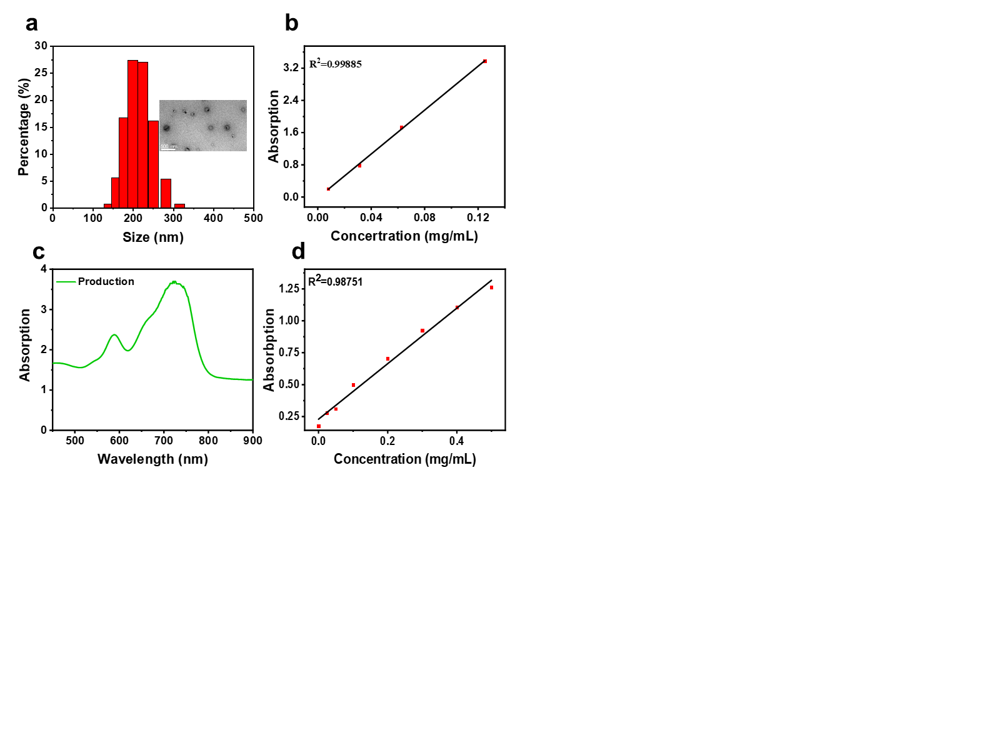 a
30
25
20
15
10
5
0
Percentage (%)
500 nm
0 100 200 300 400 500
Size (nm)
b
R²=0.99885
3.2
2.4
1.6
0.8
0.0
Absorption
0.00 0.04 0.08 0.12
Concertration (mg/mL)
c
4
3
2
1
0
Production
Absorption
500 600 700 800 900
Wavelength (nm)
d
R²=0.98751
1.25
1.00
0.75
0.50
0.25
Absorbption
0.0 0.2 0.4
Concentration (mg/mL)